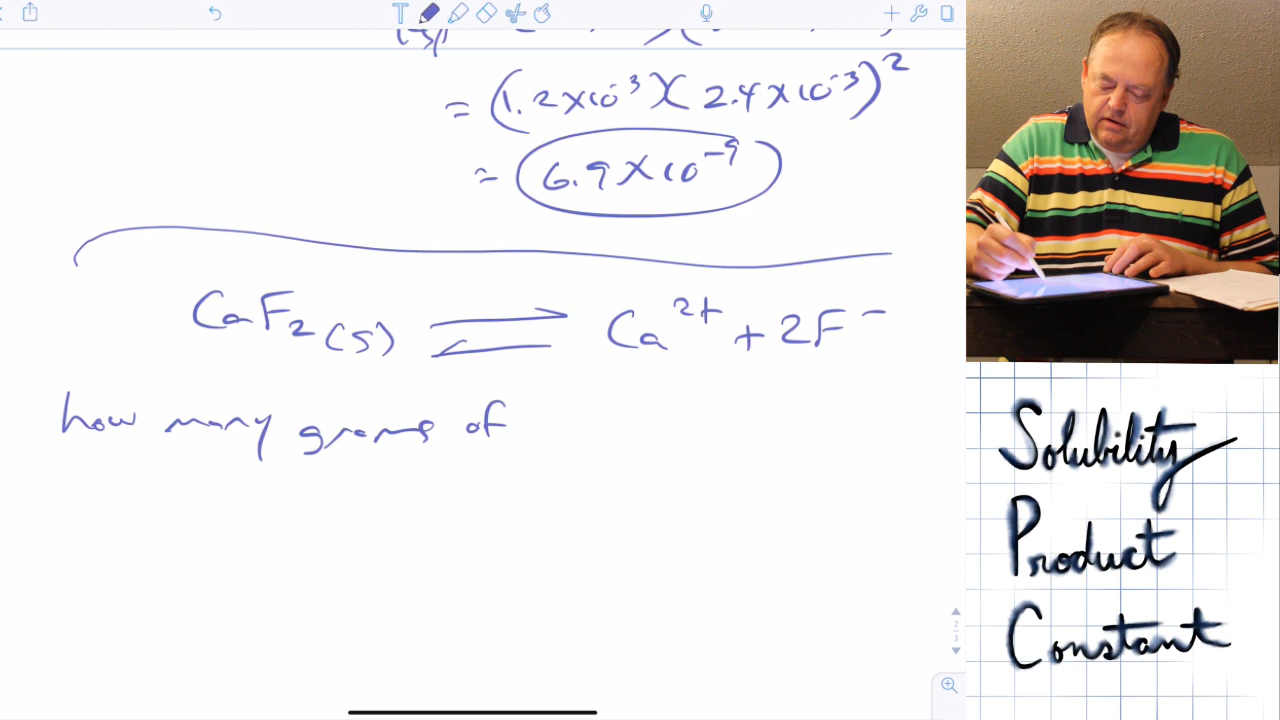 = (1.2×10⁻³)(2.4×10⁻³)²
= 6.9×10⁻⁹
CaF₂(s) ⇌ Ca²⁺ + 2F⁻
how many grams of
Solubility
Product
Constant